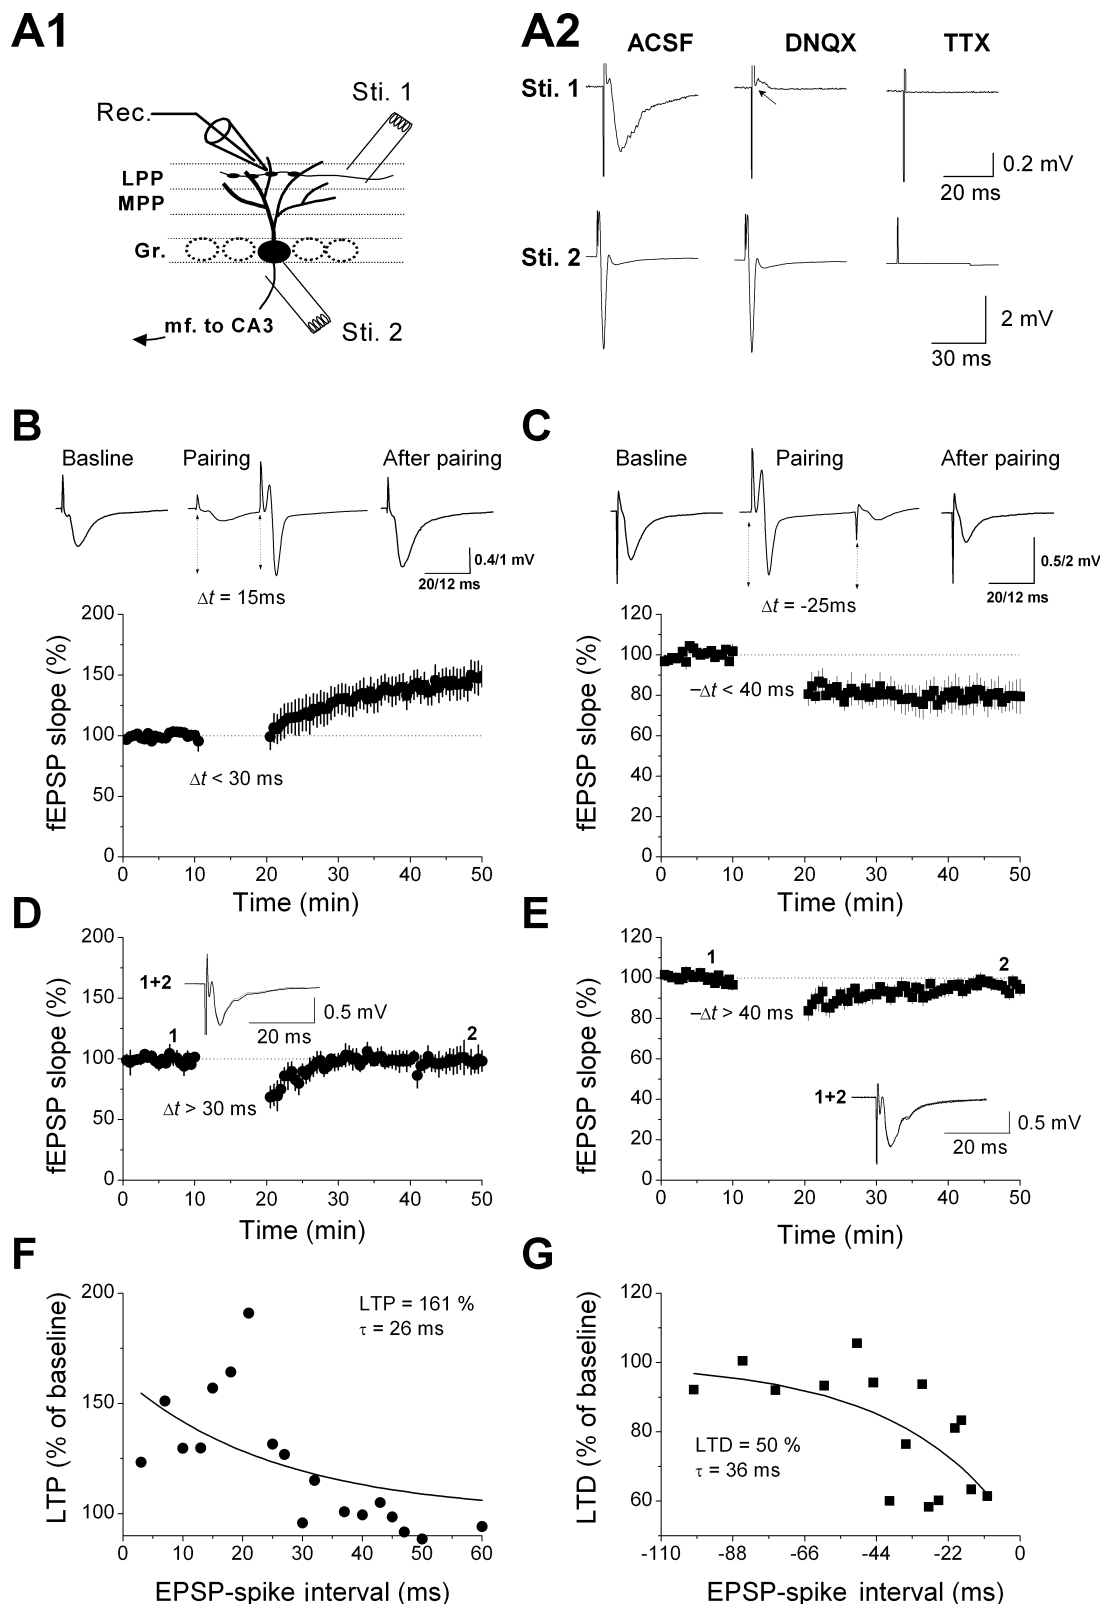 A1
Rec.
Sti. 1
LPP
MPP
Gr.
mf. to CA3
Sti. 2
A2
ACSF DNQX TTX
Sti. 1
0.2 mV
20 ms
Sti. 2
2 mV
30 ms
B
Basline Pairing After pairing
0.4/1 mV
20/12 ms
Δt = 15ms
200
150
100
50
0
fEPSP slope (%)
Δt < 30 ms
0 10 20 30 40 50
Time (min)
C
Basline Pairing After pairing
0.5/2 mV
20/12 ms
Δt = -25ms
120
100
80
60
40
20
0
fEPSP slope (%)
−Δt < 40 ms
0 10 20 30 40 50
Time (min)
D
200
150
100
50
0
fEPSP slope (%)
1+2
0.5 mV
20 ms
1 2
Δt > 30 ms
0 10 20 30 40 50
Time (min)
E
120
100
80
60
40
20
0
fEPSP slope (%)
1 2
−Δt > 40 ms
1+2
0.5 mV
20 ms
0 10 20 30 40 50
Time (min)
F
200
150
100
LTP (% of baseline)
LTP = 161 %
τ = 26 ms
0 10 20 30 40 50 60
EPSP-spike interval (ms)
G
120
100
80
60
LTD (% of baseline)
LTD = 50 %
τ = 36 ms
-110 -88 -66 -44 -22 0
EPSP-spike interval (ms)